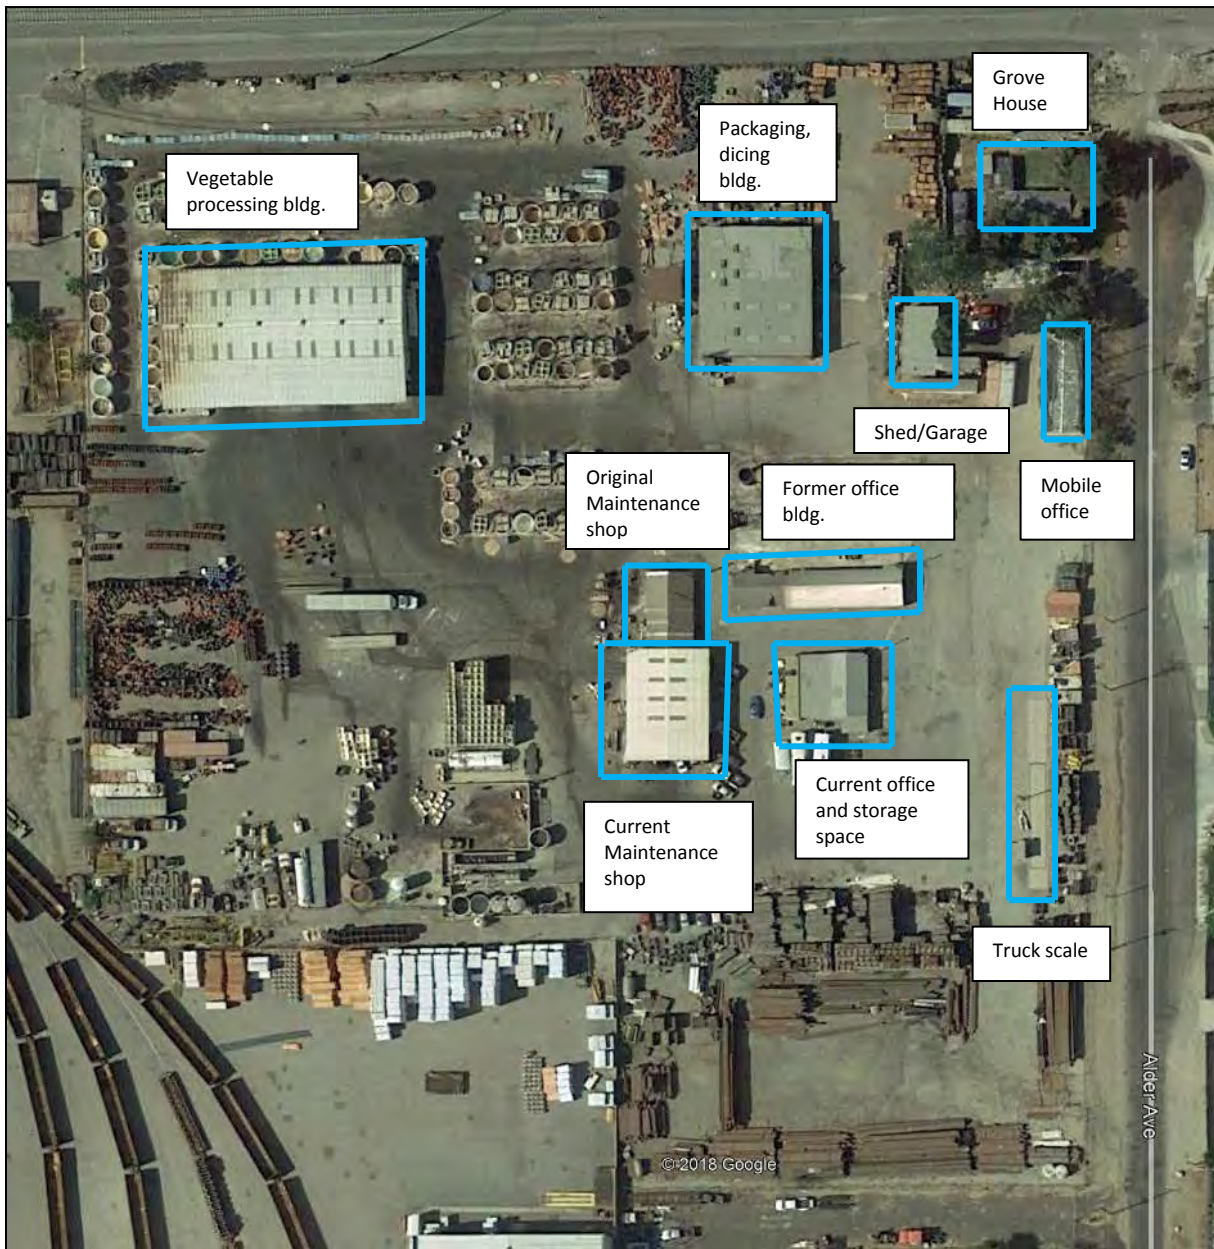 Grove
House
Packaging,
dicing
bldg.
Vegetable
processing bldg.
Shed/Garage
Original
Maintenance
shop
Former office
bldg.
Mobile
office
Current office
and storage
space
Current
Maintenance
shop
Truck scale
Alder Ave
© 2018 Google